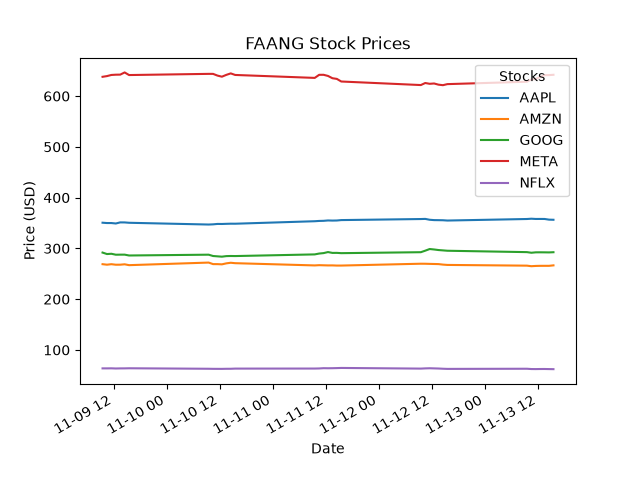 FAANG Stock Prices
Stocks
AAPL
AMZN
GOOG
META
NFLX
Price (USD)
600
500
400
300
200
100
11-09 12
11-10 00
11-10 12
11-11 00
11-11 12
11-12 00
11-12 12
11-13 00
11-13 12
Date